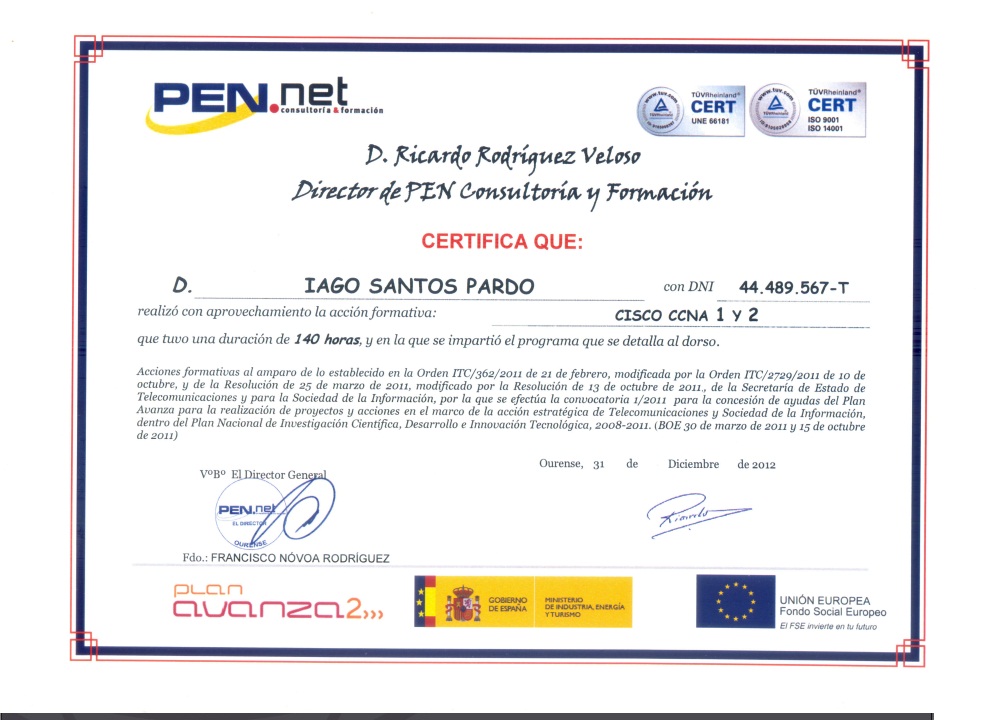 PEN.net
consultoría & formación
www.tuv.com
TÜVRheinland®
CERT
UNE 66181
www.tuv.com
TÜVRheinland®
CERT
ISO 9001
ISO 14001
D. Ricardo Rodríguez Veloso
Director de PEN Consultoría y Formación
CERTIFICA QUE:
D. IAGO SANTOS PARDO con DNI 44.489.567-T
realizó con aprovechamiento la acción formativa: CISCO CCNA 1 Y 2
que tuvo una duración de 140 horas, y en la que se impartió el programa que se detalla al dorso.
Acciones formativas al amparo de lo establecido en la Orden ITC/362/2011 de 21 de febrero, modificada por la Orden ITC/2729/2011 de 10 de
octubre, y de la Resolución de 25 de marzo de 2011, modificado por la Resolución de 13 de octubre de 2011,, de la Secretaría de Estado de
Telecomunicaciones y para la Sociedad de la Información, por la que se efectúa la convocatoria 1/2011 para la concesión de ayudas del Plan
Avanza para la realización de proyectos y acciones en el marco de la acción estratégica de Telecomunicaciones y Sociedad de la Información,
dentro del Plan Nacional de Investigación Científica, Desarrollo e Innovación Tecnológica, 2008-2011. (BOE 30 de marzo de 2011 y 15 de octubre
de 2011)
Ourense, 31 de Diciembre de 2012
VºBº El Director General
PEN.net
EL DIRECTOR
OURENSE
Ricardo
Fdo.: FRANCISCO NÓVOA RODRÍGUEZ
PLAN
avanza2
GOBIERNO
DE ESPAÑA
MINISTERIO
DE INDUSTRIA, ENERGÍA
Y TURISMO
UNIÓN EUROPEA
Fondo Social Europeo
El FSE invierte en tu futuro